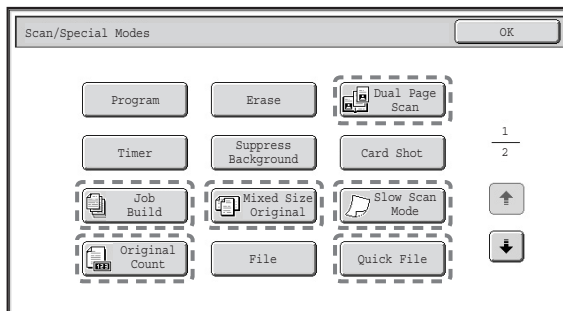 Scan/Special Modes
OK
Program
Erase
Dual Page
Scan
Timer
Suppress
Background
Card Shot
1
2
Job
Build
Mixed Size
Original
Slow Scan
Mode
Original
Count
File
Quick File